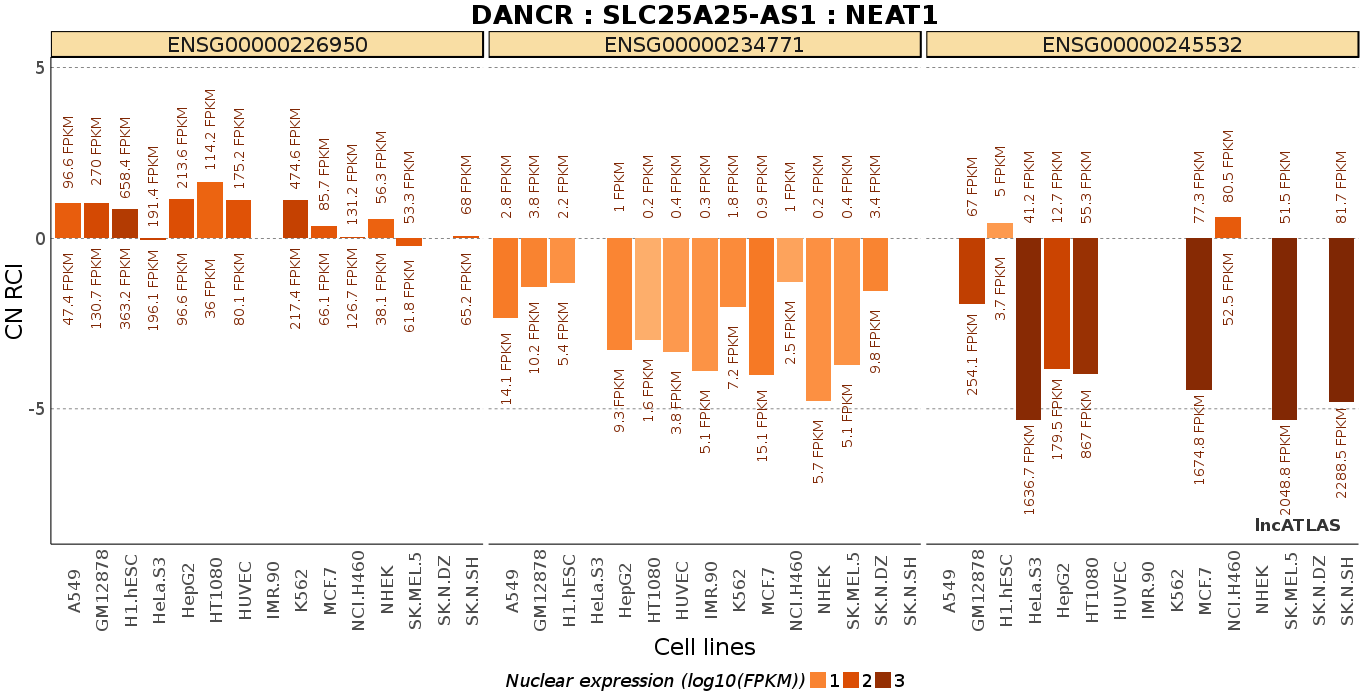 DANCR : SLC25A25-AS1 : NEAT1
ENSG00000226950 ENSG00000234771 ENSG00000245532
CN RCI
5
0
-5
96.6 FPKM 270 FPKM 658.4 FPKM 191.4 FPKM 213.6 FPKM 114.2 FPKM 175.2 FPKM 474.6 FPKM 85.7 FPKM 131.2 FPKM 56.3 FPKM 53.3 FPKM 68 FPKM
47.4 FPKM 130.7 FPKM 363.2 FPKM 196.1 FPKM 96.6 FPKM 36 FPKM 80.1 FPKM 217.4 FPKM 66.1 FPKM 126.7 FPKM 38.1 FPKM 61.8 FPKM 65.2 FPKM
2.8 FPKM 3.8 FPKM 2.2 FPKM 1 FPKM 0.2 FPKM 0.4 FPKM 0.3 FPKM 1.8 FPKM 0.9 FPKM 1 FPKM 0.2 FPKM 0.4 FPKM 3.4 FPKM
14.1 FPKM 10.2 FPKM 5.4 FPKM 9.3 FPKM 1.6 FPKM 3.8 FPKM 5.1 FPKM 7.2 FPKM 15.1 FPKM 2.5 FPKM 5.7 FPKM 5.1 FPKM 9.8 FPKM
67 FPKM 5 FPKM 41.2 FPKM 12.7 FPKM 55.3 FPKM 77.3 FPKM 80.5 FPKM 51.5 FPKM 81.7 FPKM
254.1 FPKM 3.7 FPKM 1636.7 FPKM 179.5 FPKM 867 FPKM 1674.8 FPKM 52.5 FPKM 2048.8 FPKM 2288.5 FPKM
lncATLAS
A549 GM12878 H1.hESC HeLa.S3 HepG2 HT1080 HUVEC IMR.90 K562 MCF.7 NCI.H460 NHEK SK.MEL.5 SK.N.DZ SK.N.SH
A549 GM12878 H1.hESC HeLa.S3 HepG2 HT1080 HUVEC IMR.90 K562 MCF.7 NCI.H460 NHEK SK.MEL.5 SK.N.DZ SK.N.SH
A549 GM12878 H1.hESC HeLa.S3 HepG2 HT1080 HUVEC IMR.90 K562 MCF.7 NCI.H460 NHEK SK.MEL.5 SK.N.DZ SK.N.SH
Cell lines
Nuclear expression (log10(FPKM)) 1 2 3